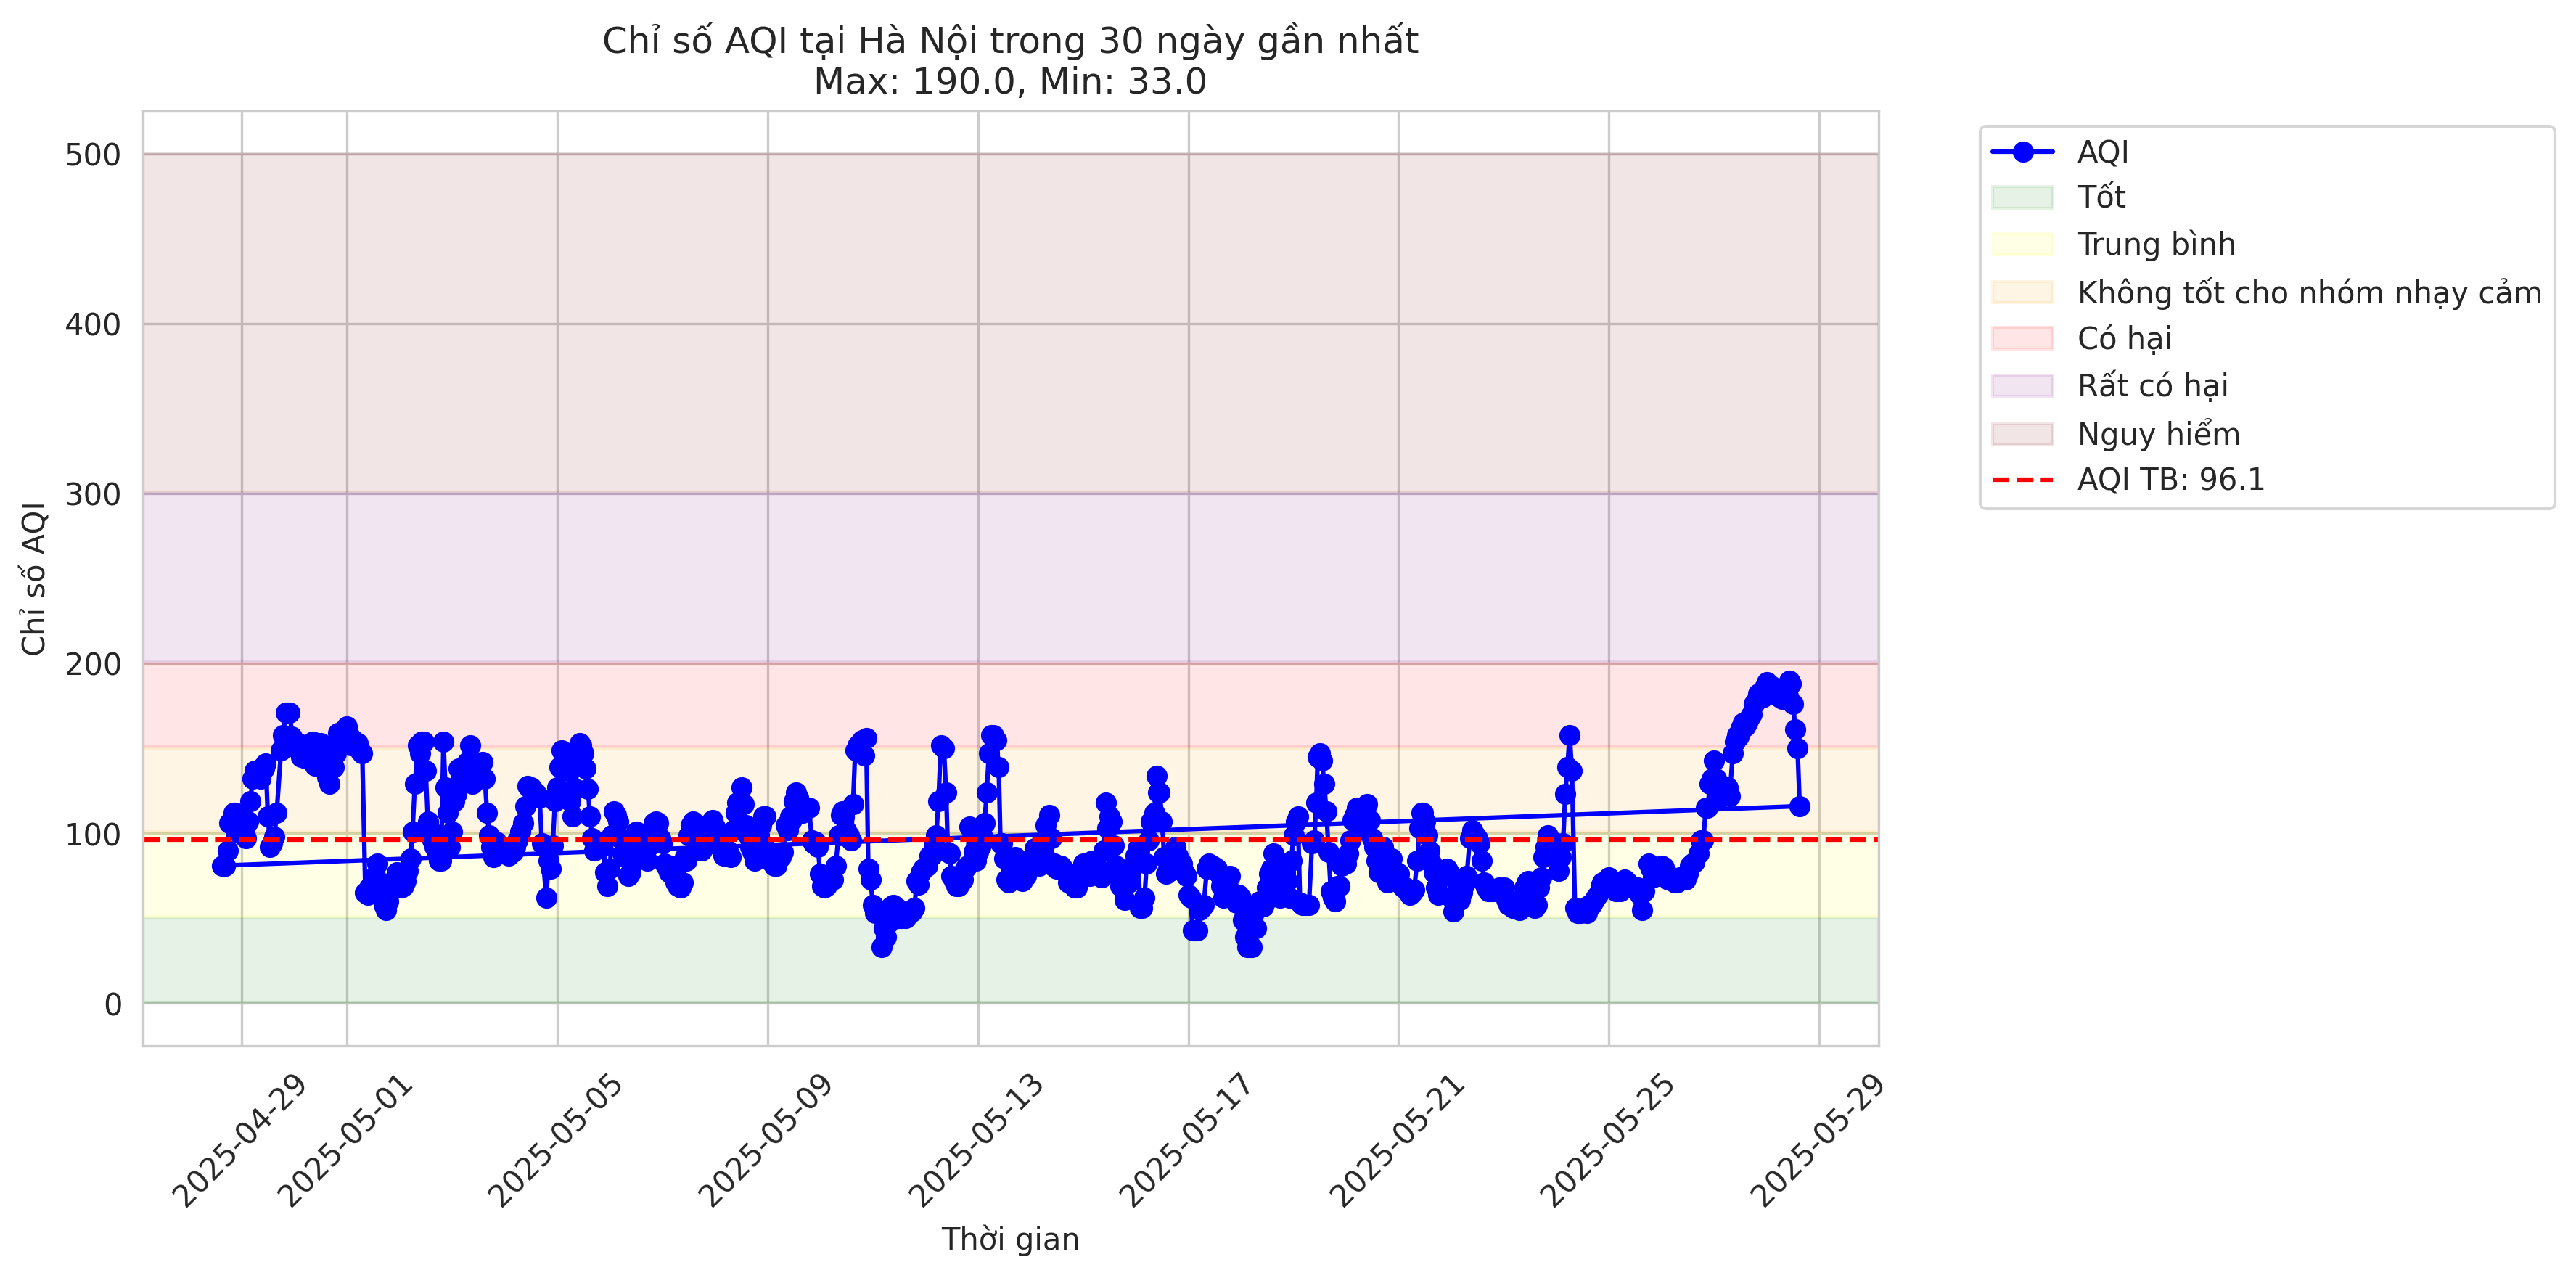 Chỉ số AQI tại Hà Nội trong 30 ngày gần nhất
Max: 190.0, Min: 33.0
Chỉ số AQI
500
400
300
200
100
0
2025-04-29
2025-05-01
2025-05-05
2025-05-09
2025-05-13
2025-05-17
2025-05-21
2025-05-25
2025-05-29
Thời gian
AQI
Tốt
Trung bình
Không tốt cho nhóm nhạy cảm
Có hại
Rất có hại
Nguy hiểm
AQI TB: 96.1